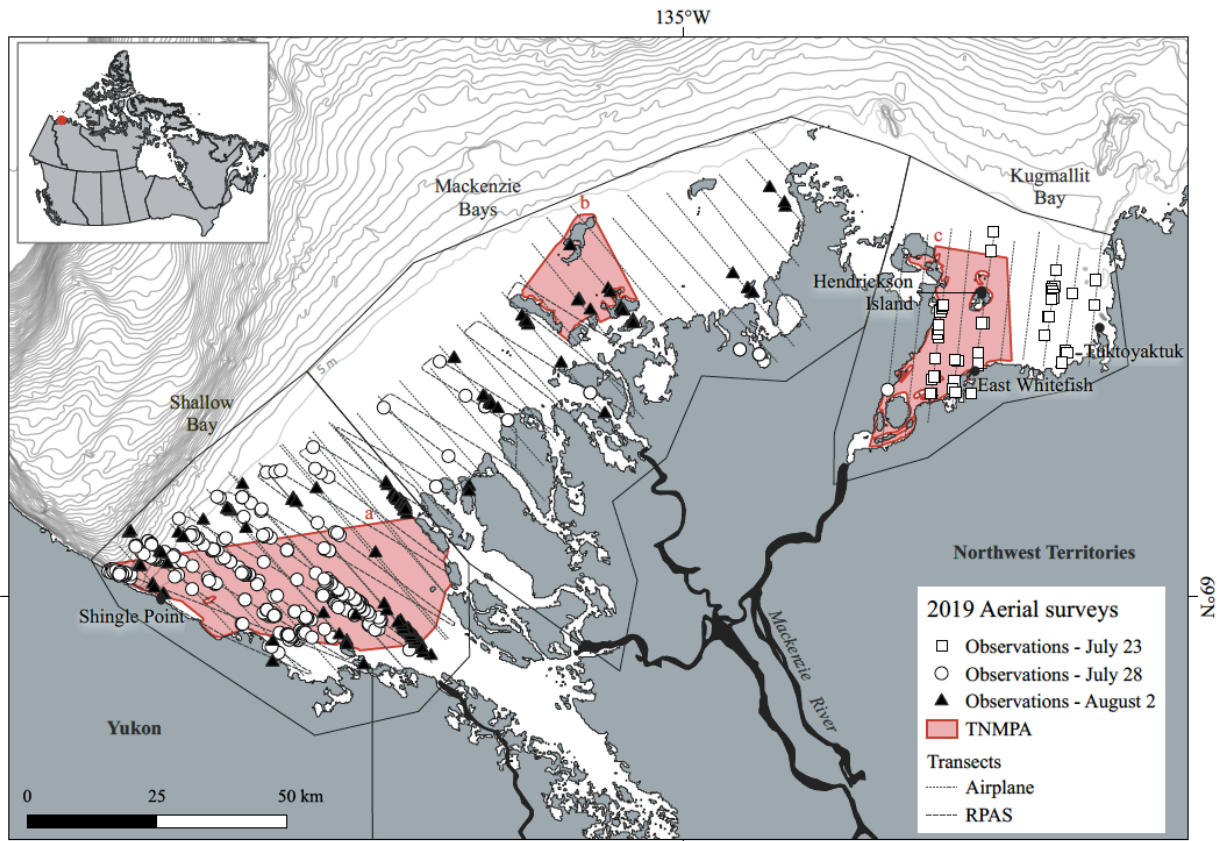 135°W
Kugmallit
Bay
Mackenzie
Bays
b
c
Hendrickson
Island
5 m
Tuktoyaktuk
East Whitefish
Shallow
Bay
a
Northwest Territories
69°N
Shingle Point
Mackenzie
River
Yukon
2019 Aerial surveys
Observations - July 23
Observations - July 28
Observations - August 2
TNMPA
Transects
Airplane
RPAS
0 25 50 km